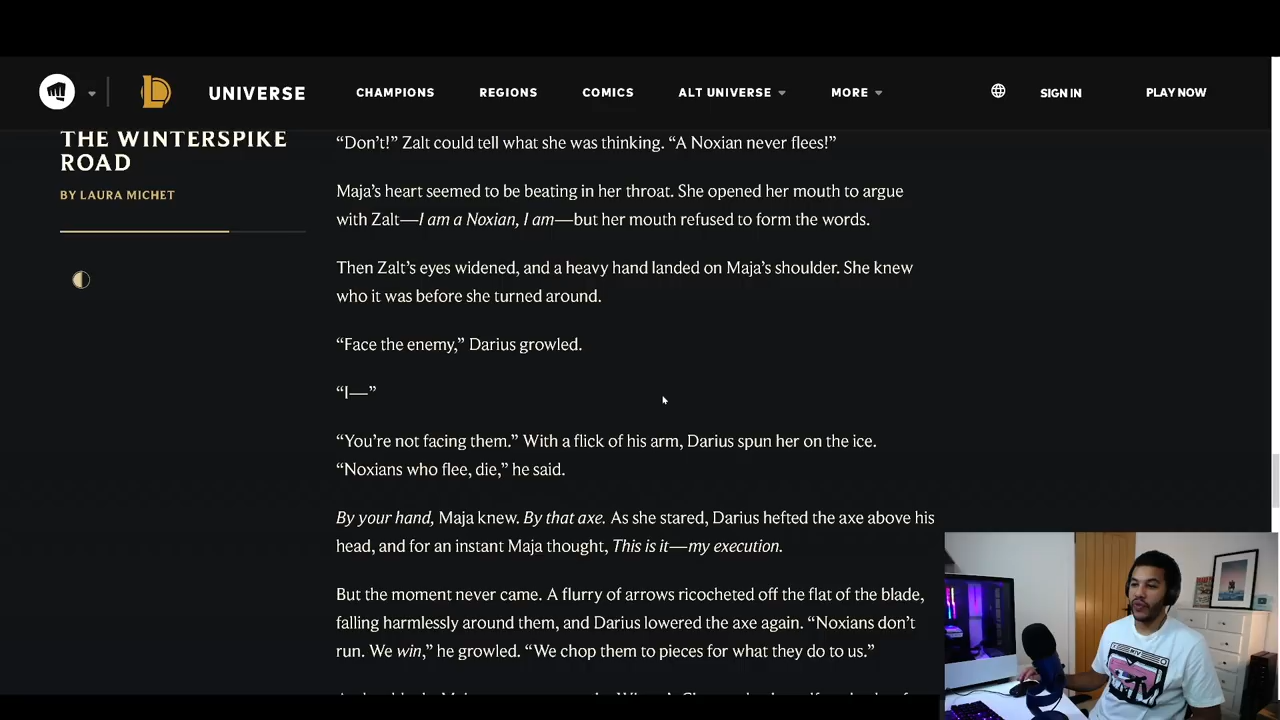 UNIVERSE
CHAMPIONS
REGIONS
COMICS
ALT UNIVERSE
MORE
SIGN IN
PLAY NOW
THE WINTERSPIKE
ROAD
BY LAURA MICHET
“Don’t!” Zalt could tell what she was thinking. “A Noxian never flees!”
Maja’s heart seemed to be beating in her throat. She opened her mouth to argue
with Zalt—I am a Noxian, I am—but her mouth refused to form the words.
Then Zalt’s eyes widened, and a heavy hand landed on Maja’s shoulder. She knew
who it was before she turned around.
“Face the enemy,” Darius growled.
“I—”
“You’re not facing them.” With a flick of his arm, Darius spun her on the ice.
“Noxians who flee, die,” he said.
By your hand, Maja knew. By that axe. As she stared, Darius hefted the axe above his
head, and for an instant Maja thought, This is it—my execution.
But the moment never came. A flurry of arrows ricocheted off the flat of the blade,
falling harmlessly around them, and Darius lowered the axe again. “Noxians don’t
run. We win,” he growled. “We chop them to pieces for what they do to us.”